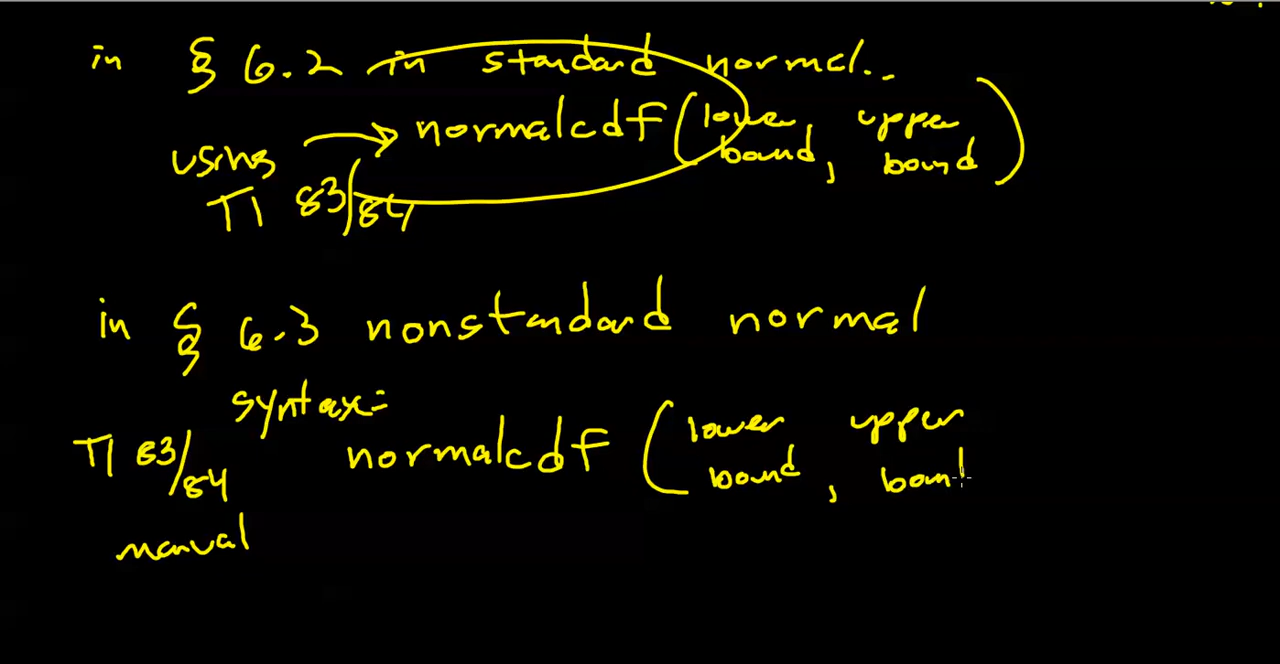 in § 6.2 in standard normal..
using → normalcdf (lower bound, upper bound)
TI 83/84
in § 6.3 nonstandard normal
syntax=
TI 83/84 normalcdf (lower bound, upper boun
manual